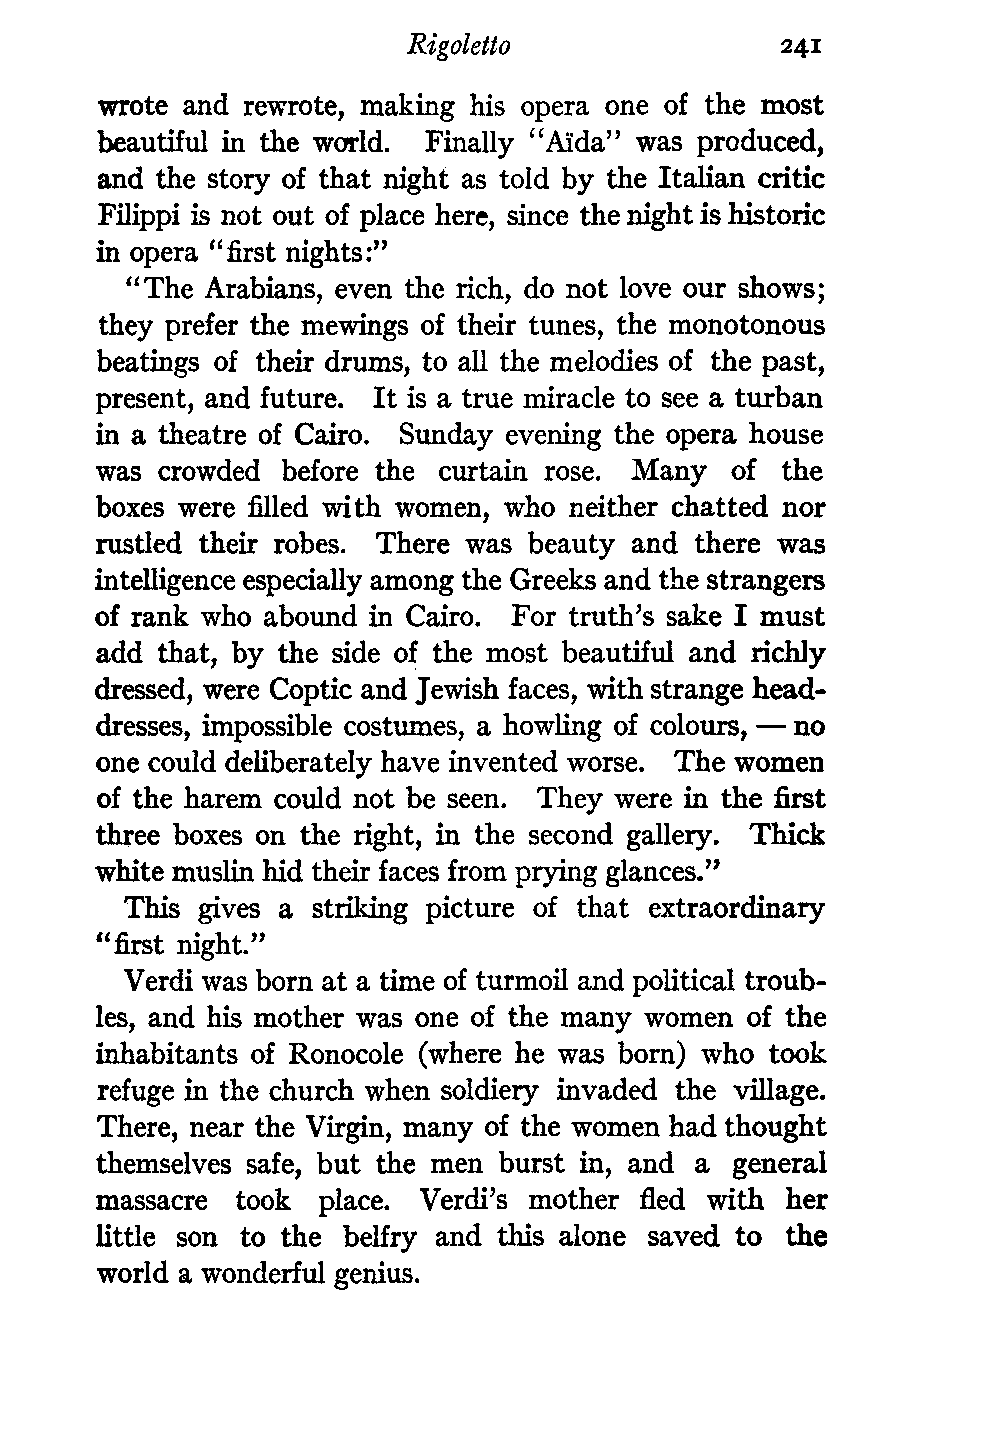 Rigoletto 241
wrote and rewrote, making his opera one of the most
beautiful in the world. Finally “Aïda” was produced,
and the story of that night as told by the Italian critic
Filippi is not out of place here, since the night is historic
in opera “first nights:”
“The Arabians, even the rich, do not love our shows;
they prefer the mewings of their tunes, the monotonous
beatings of their drums, to all the melodies of the past,
present, and future. It is a true miracle to see a turban
in a theatre of Cairo. Sunday evening the opera house
was crowded before the curtain rose. Many of the
boxes were filled with women, who neither chatted nor
rustled their robes. There was beauty and there was
intelligence especially among the Greeks and the strangers
of rank who abound in Cairo. For truth's sake I must
add that, by the side of the most beautiful and richly
dressed, were Coptic and Jewish faces, with strange head-
dresses, impossible costumes, a howling of colours, — no
one could deliberately have invented worse. The women
of the harem could not be seen. They were in the first
three boxes on the right, in the second gallery. Thick
white muslin hid their faces from prying glances.”
This gives a striking picture of that extraordinary
“first night.”
Verdi was born at a time of turmoil and political troub-
les, and his mother was one of the many women of the
inhabitants of Ronocole (where he was born) who took
refuge in the church when soldiery invaded the village.
There, near the Virgin, many of the women had thought
themselves safe, but the men burst in, and a general
massacre took place. Verdi's mother fled with her
little son to the belfry and this alone saved to the
world a wonderful genius.